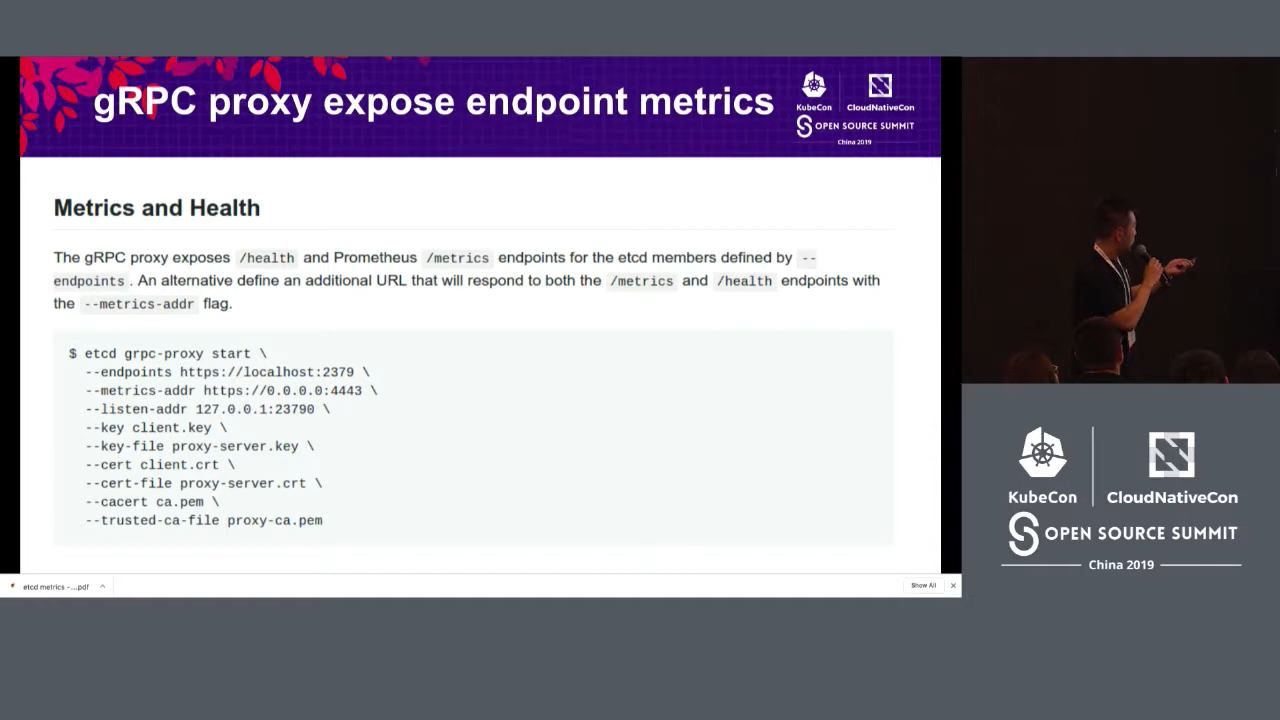 gRPC proxy expose endpoint metrics
KubeCon
CloudNativeCon
OPEN SOURCE SUMMIT
China 2019
Metrics and Health
The gRPC proxy exposes /health and Prometheus /metrics endpoints for the etcd members defined by --
endpoints . An alternative define an additional URL that will respond to both the /metrics and /health endpoints with
the --metrics-addr flag.
$ etcd grpc-proxy start \
--endpoints https://localhost:2379 \
--metrics-addr https://0.0.0.0:4443 \
--listen-addr 127.0.0.1:23790 \
--key client.key \
--key-file proxy-server.key \
--cert client.crt \
--cert-file proxy-server.crt \
--cacert ca.pem \
--trusted-ca-file proxy-ca.pem
etcd metrics -....pdf
Show All
KubeCon
CloudNativeCon
OPEN SOURCE SUMMIT
China 2019